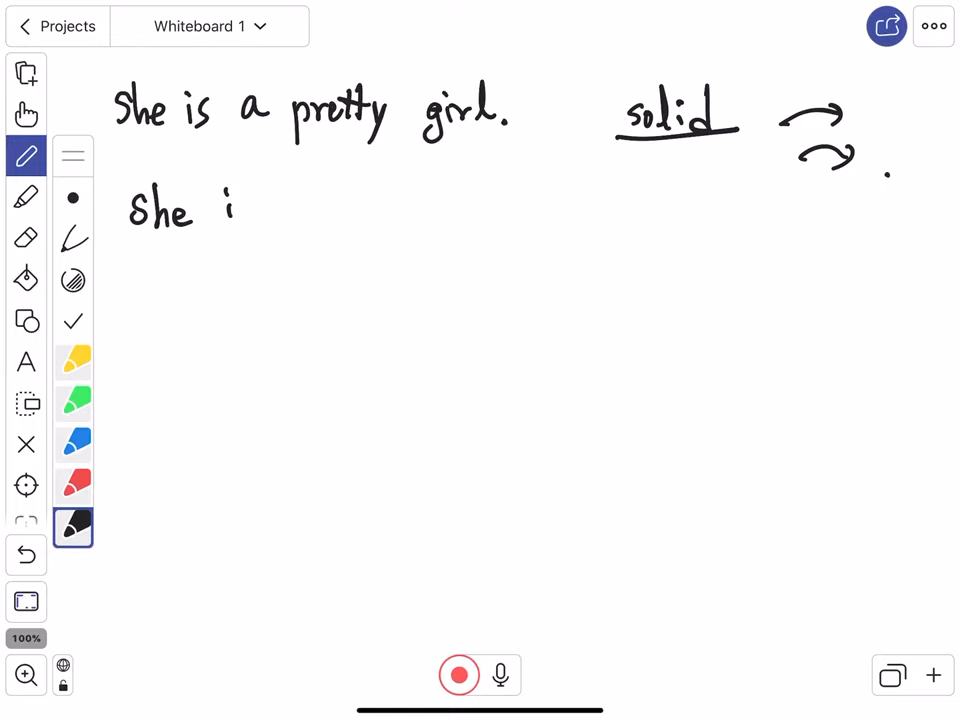 Projects
Whiteboard 1
She is a pretty girl.
solid
She i
A
100%